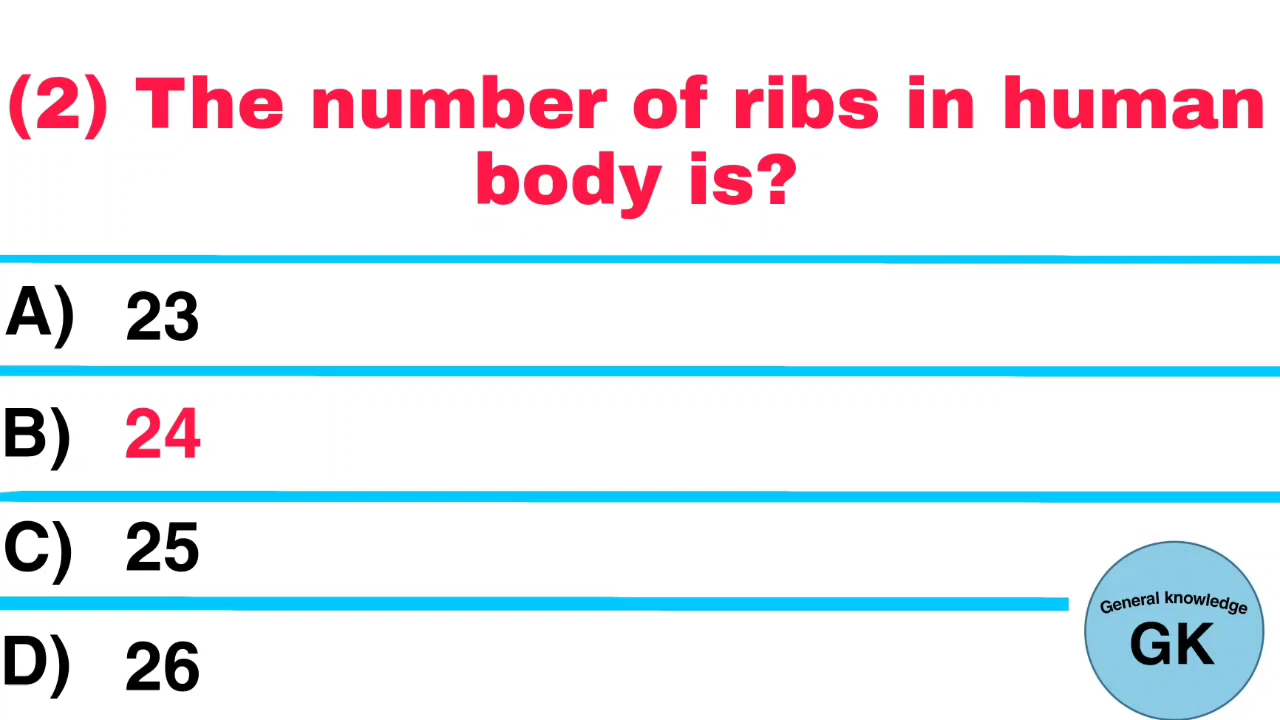 (2) The number of ribs in human
body is?
A) 23
B) 24
C) 25
D) 26
General knowledge
GK